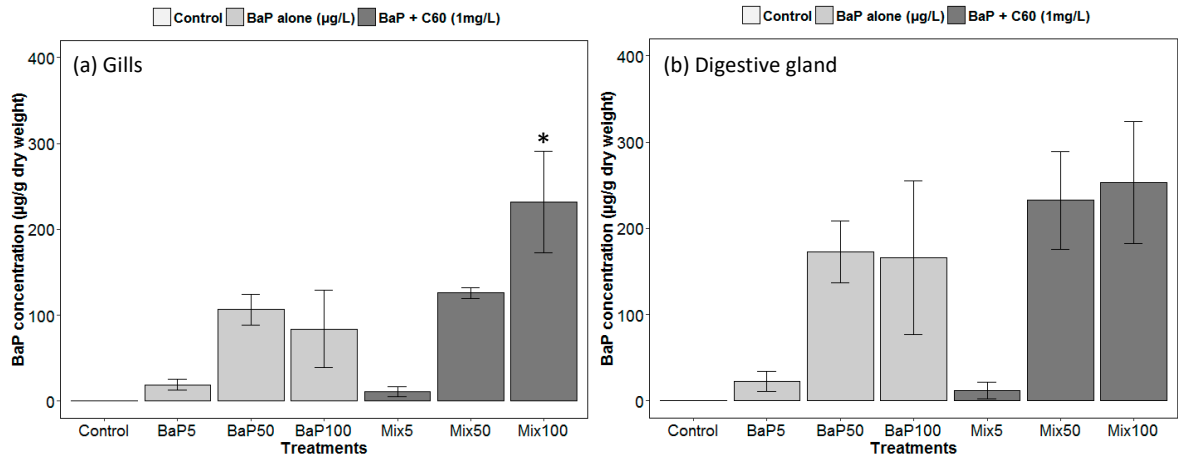 Control BaP alone (µg/L) BaP + C60 (1mg/L)
(a) Gills
BaP concentration (µg/g dry weight)
400
300
200
100
0
*
Control BaP5 BaP50 BaP100 Mix5 Mix50 Mix100
Treatments
Control BaP alone (µg/L) BaP + C60 (1mg/L)
(b) Digestive gland
BaP concentration (µg/g dry weight)
400
300
200
100
0
Control BaP5 BaP50 BaP100 Mix5 Mix50 Mix100
Treatments